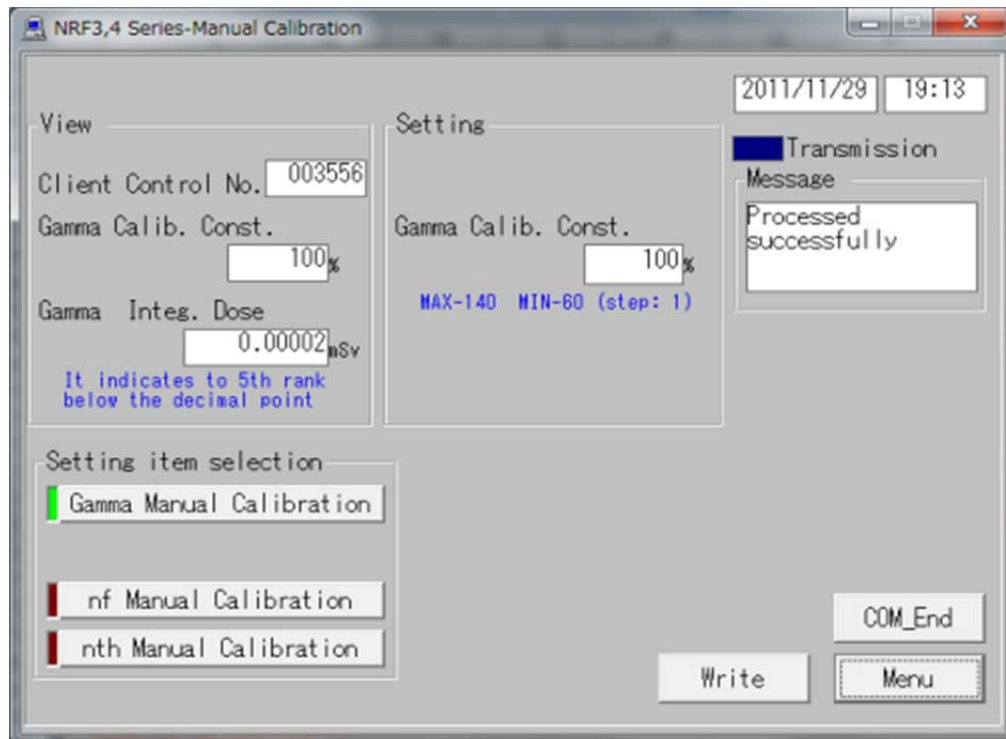 NRF3,4 Series-Manual Calibration
2011/11/29 19:13
View
Client Control No. 003556
Gamma Calib. Const.
100%
Gamma Integ. Dose
0.00002mSv
It indicates to 5th rank
below the decimal point
Setting
Gamma Calib. Const.
100%
MAX-140 MIN-60 (step: 1)
Transmission
Message
Processed
successfully
Setting item selection
Gamma Manual Calibration
nf Manual Calibration
nth Manual Calibration
COM_End
Write
Menu